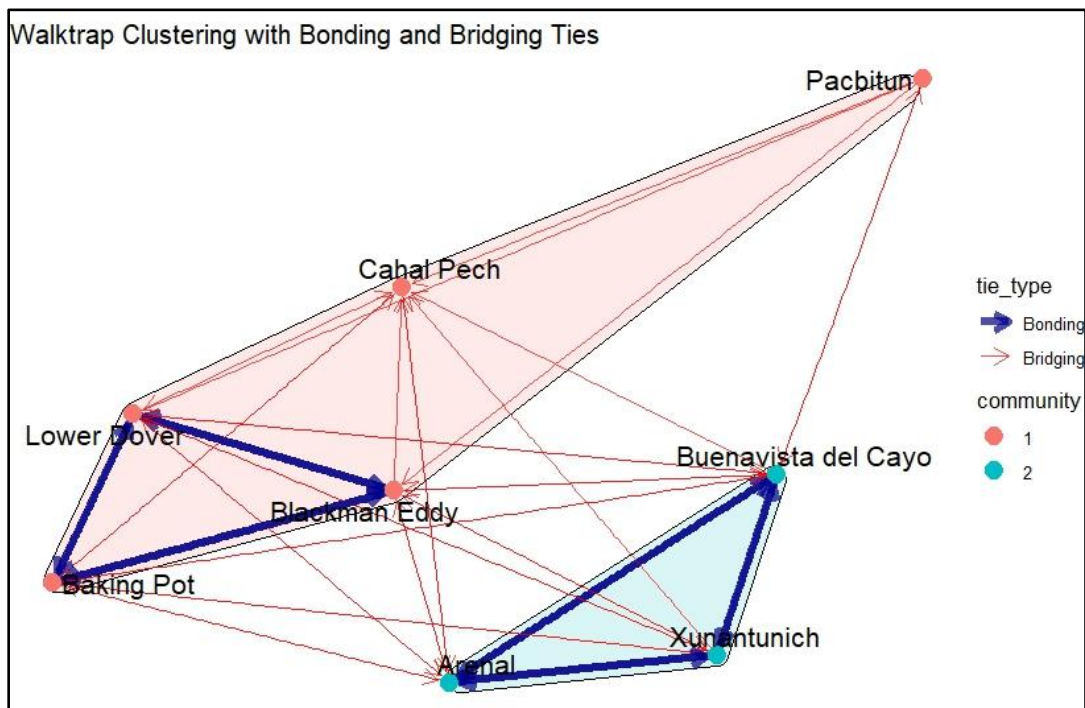 Walktrap Clustering with Bonding and Bridging Ties
Pacbitun
Cahal Pech
tie_type
Bonding
Bridging
community
1
2
Lower Dover
Buenavista del Cayo
Blackman Eddy
Baking Pot
Xunantunich
Arenal